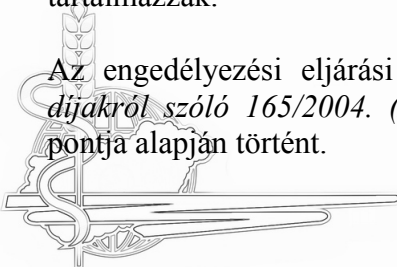 tartalmazzák.
Az engedélyezési eljárási
díjakról szóló 165/2004. (
pontja alapján történt.